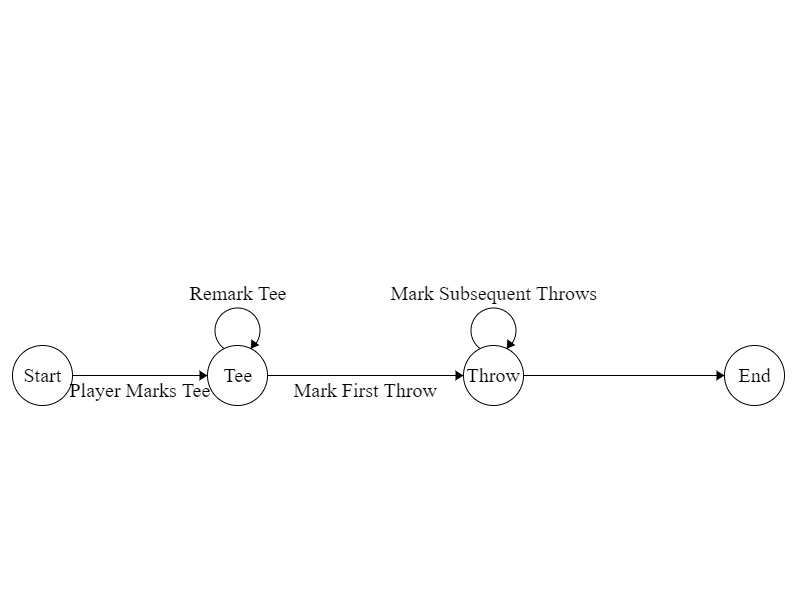 Remark Tee
Mark Subsequent Throws
Start
Tee
Throw
End
Player Marks Tee
Mark First Throw